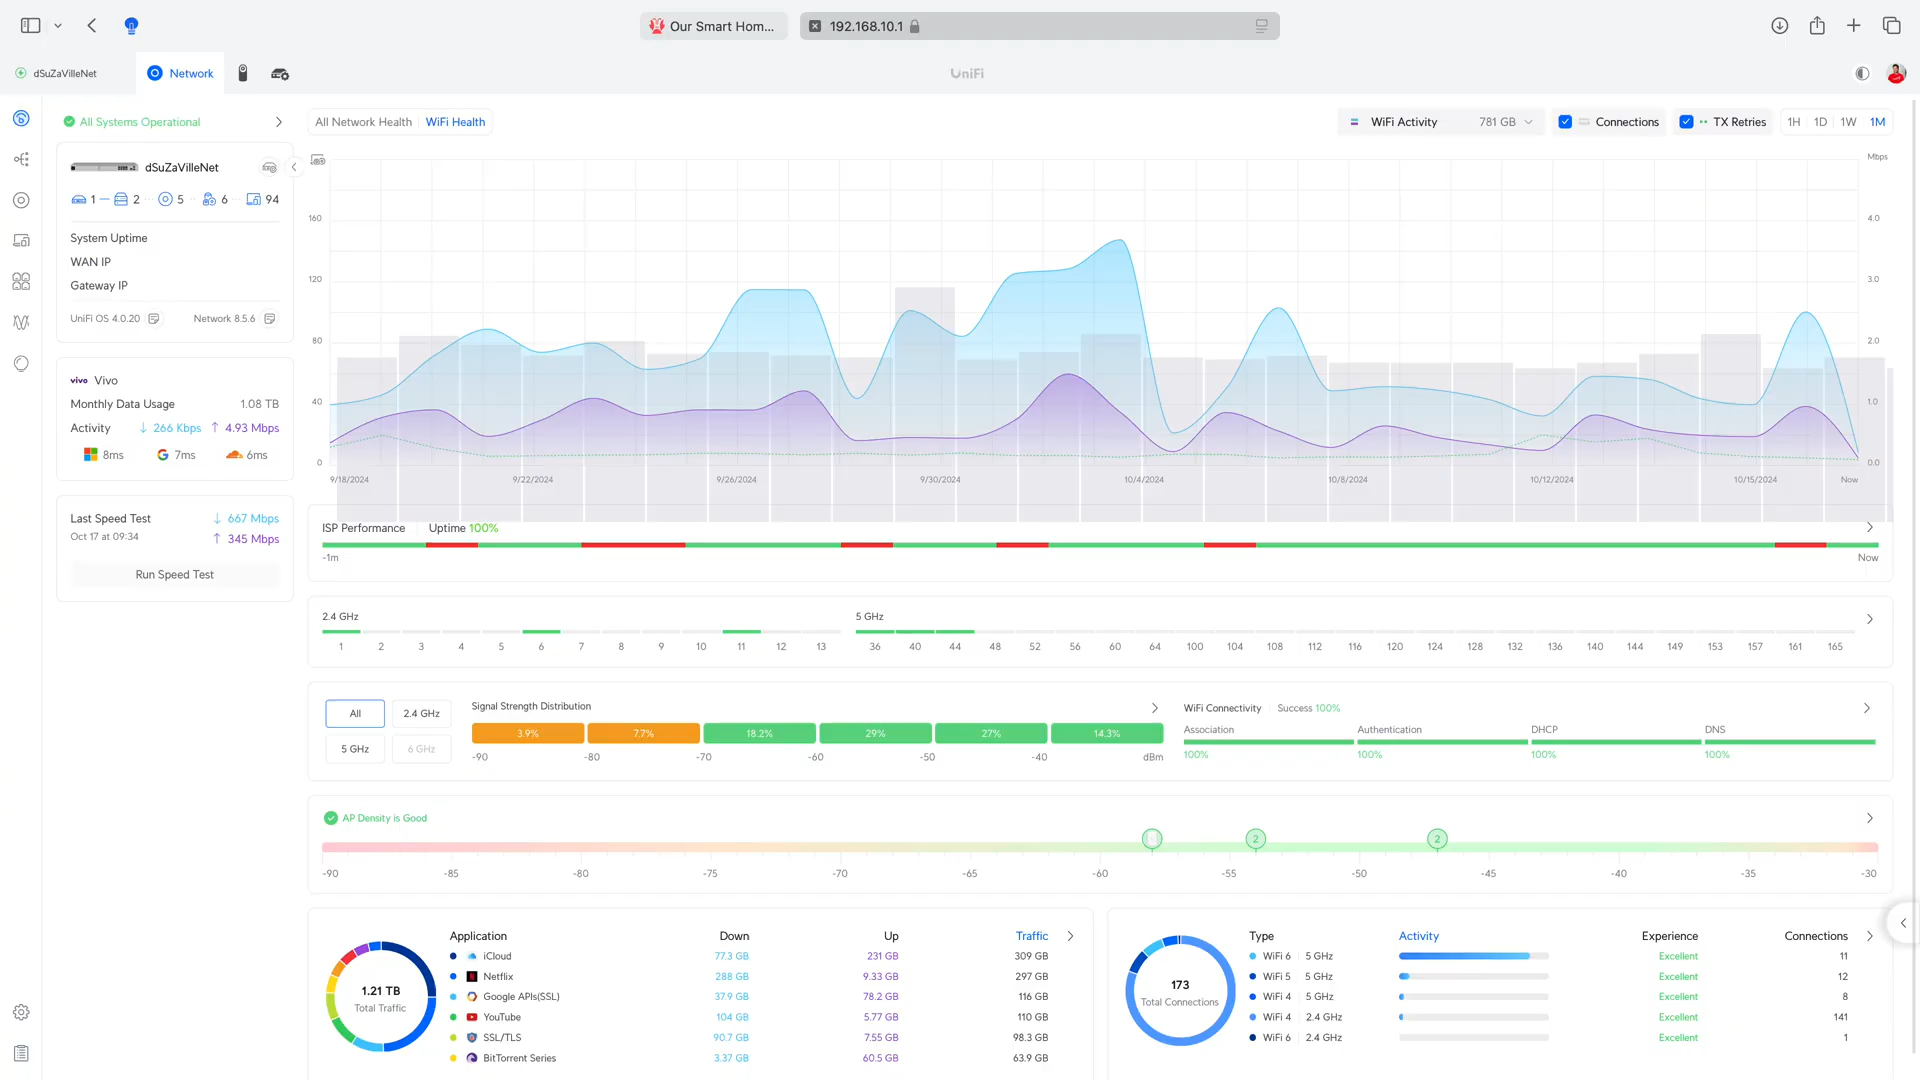 Our Smart Hom...
192.168.10.1
dSuZaVilleNet
Network
UniFi
All Systems Operational
dSuZaVilleNet
1 2 5 6 94
System Uptime
WAN IP
Gateway IP
UniFi OS 4.0.20 Network 8.5.6
vivo Vivo
Monthly Data Usage 1.08 TB
Activity ↓ 266 Kbps ↑ 4.93 Mbps
8ms 7ms 6ms
Last Speed Test ↓ 667 Mbps
Oct 17 at 09:34 ↑ 345 Mbps
Run Speed Test
All Network Health WiFi Health
WiFi Activity 781 GB Connections TX Retries 1H 1D 1W 1M
Mbps
160 4.0
120 3.0
80 2.0
40 1.0
0 0.0
9/18/2024 9/22/2024 9/26/2024 9/30/2024 10/4/2024 10/8/2024 10/12/2024 10/15/2024 Now
ISP Performance Uptime 100%
-1m Now
2.4 GHz 5 GHz
1 2 3 4 5 6 7 8 9 10 11 12 13 36 40 44 48 52 56 60 64 100 104 108 112 116 120 124 128 132 136 140 144 149 153 157 161 165
All 2.4 GHz
5 GHz 6 GHz
Signal Strength Distribution
3.9% 7.7% 18.2% 29% 27% 14.3%
-90 -80 -70 -60 -50 -40 dBm
WiFi Connectivity Success 100%
Association Authentication DHCP DNS
100% 100% 100% 100%
AP Density is Good
2 2
-90 -85 -80 -75 -70 -65 -60 -55 -50 -45 -40 -35 -30
1.21 TB
Total Traffic
Application Down Up Traffic
iCloud 77.3 GB 231 GB 309 GB
Netflix 288 GB 9.33 GB 297 GB
Google APIs(SSL) 37.9 GB 78.2 GB 116 GB
YouTube 104 GB 5.77 GB 110 GB
SSL/TLS 90.7 GB 7.55 GB 98.3 GB
BitTorrent Series 3.37 GB 60.5 GB 63.9 GB
173
Total Connections
Type Activity Experience Connections
WiFi 6 5 GHz Excellent 11
WiFi 5 5 GHz Excellent 12
WiFi 4 5 GHz Excellent 8
WiFi 4 2.4 GHz Excellent 141
WiFi 6 2.4 GHz Excellent 1